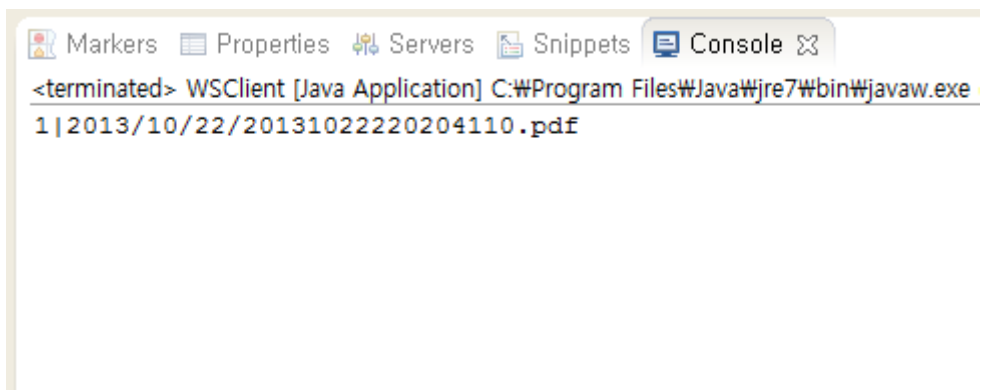 Markers Properties Servers Snippets Console
<terminated> WSClient [Java Application] C:₩Program Files₩Java₩jre7₩bin₩javaw.exe
1|2013/10/22/20131022220204110.pdf